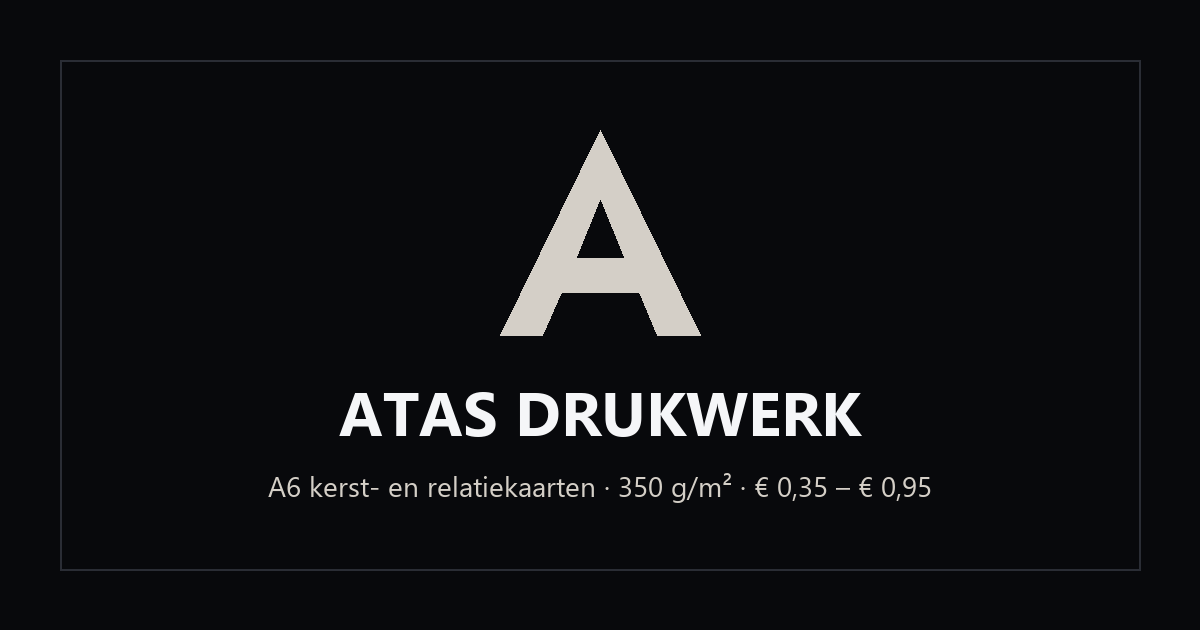 A
ATAS DRUKWERK
A6 kerst- en relatiekaarten · 350 g/m² · € 0,35 – € 0,95